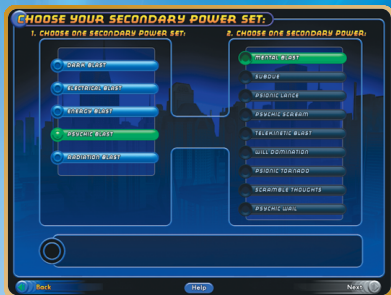 CHOOSE YOUR SECONDARY POWER SET:
1. CHOOSE ONE SECONDARY POWER SET:
DARK BLAST
ELECTRICAL BLAST
ENERGY BLAST
PSYCHIC BLAST
RADIATION BLAST
2. CHOOSE ONE SECONDARY POWER:
MENTAL BLAST
SUBDUE
PSIONIC LANCE
PSYCHIC SCREAM
TELEKINETIC BLAST
WILL DOMINATION
PSIONIC TORNADO
SCRAMBLE THOUGHTS
PSYCHIC WAIL
Back
Help
Next